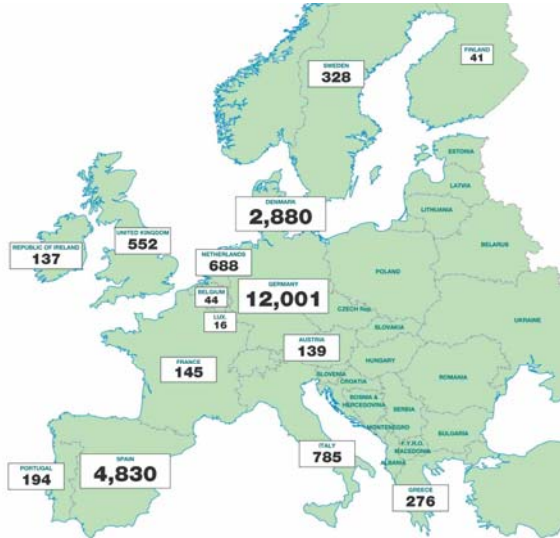 FINLAND
41
SWEDEN
328
ESTONIA
LATVIA
LITHUANIA
DENMARK
2,880
UNITED KINGDOM
552
REPUBLIC OF IRELAND
137
BELARUS
NETHERLANDS
688
POLAND
GERMANY
12,001
BELGIUM
44
LUX.
16
CZECH Rep.
UKRAINE
SLOVAKIA
AUSTRIA
139
HUNGARY
FRANCE
145
SLOVENIA
CROATIA
ROMANIA
BOSNIA &
HERCEGOVINA
SERBIA
MONTENEGRO
BULGARIA
ITALY
785
F.Y.R.O.
MACEDONIA
ALBANIA
SPAIN
4,830
PORTUGAL
194
GREECE
276